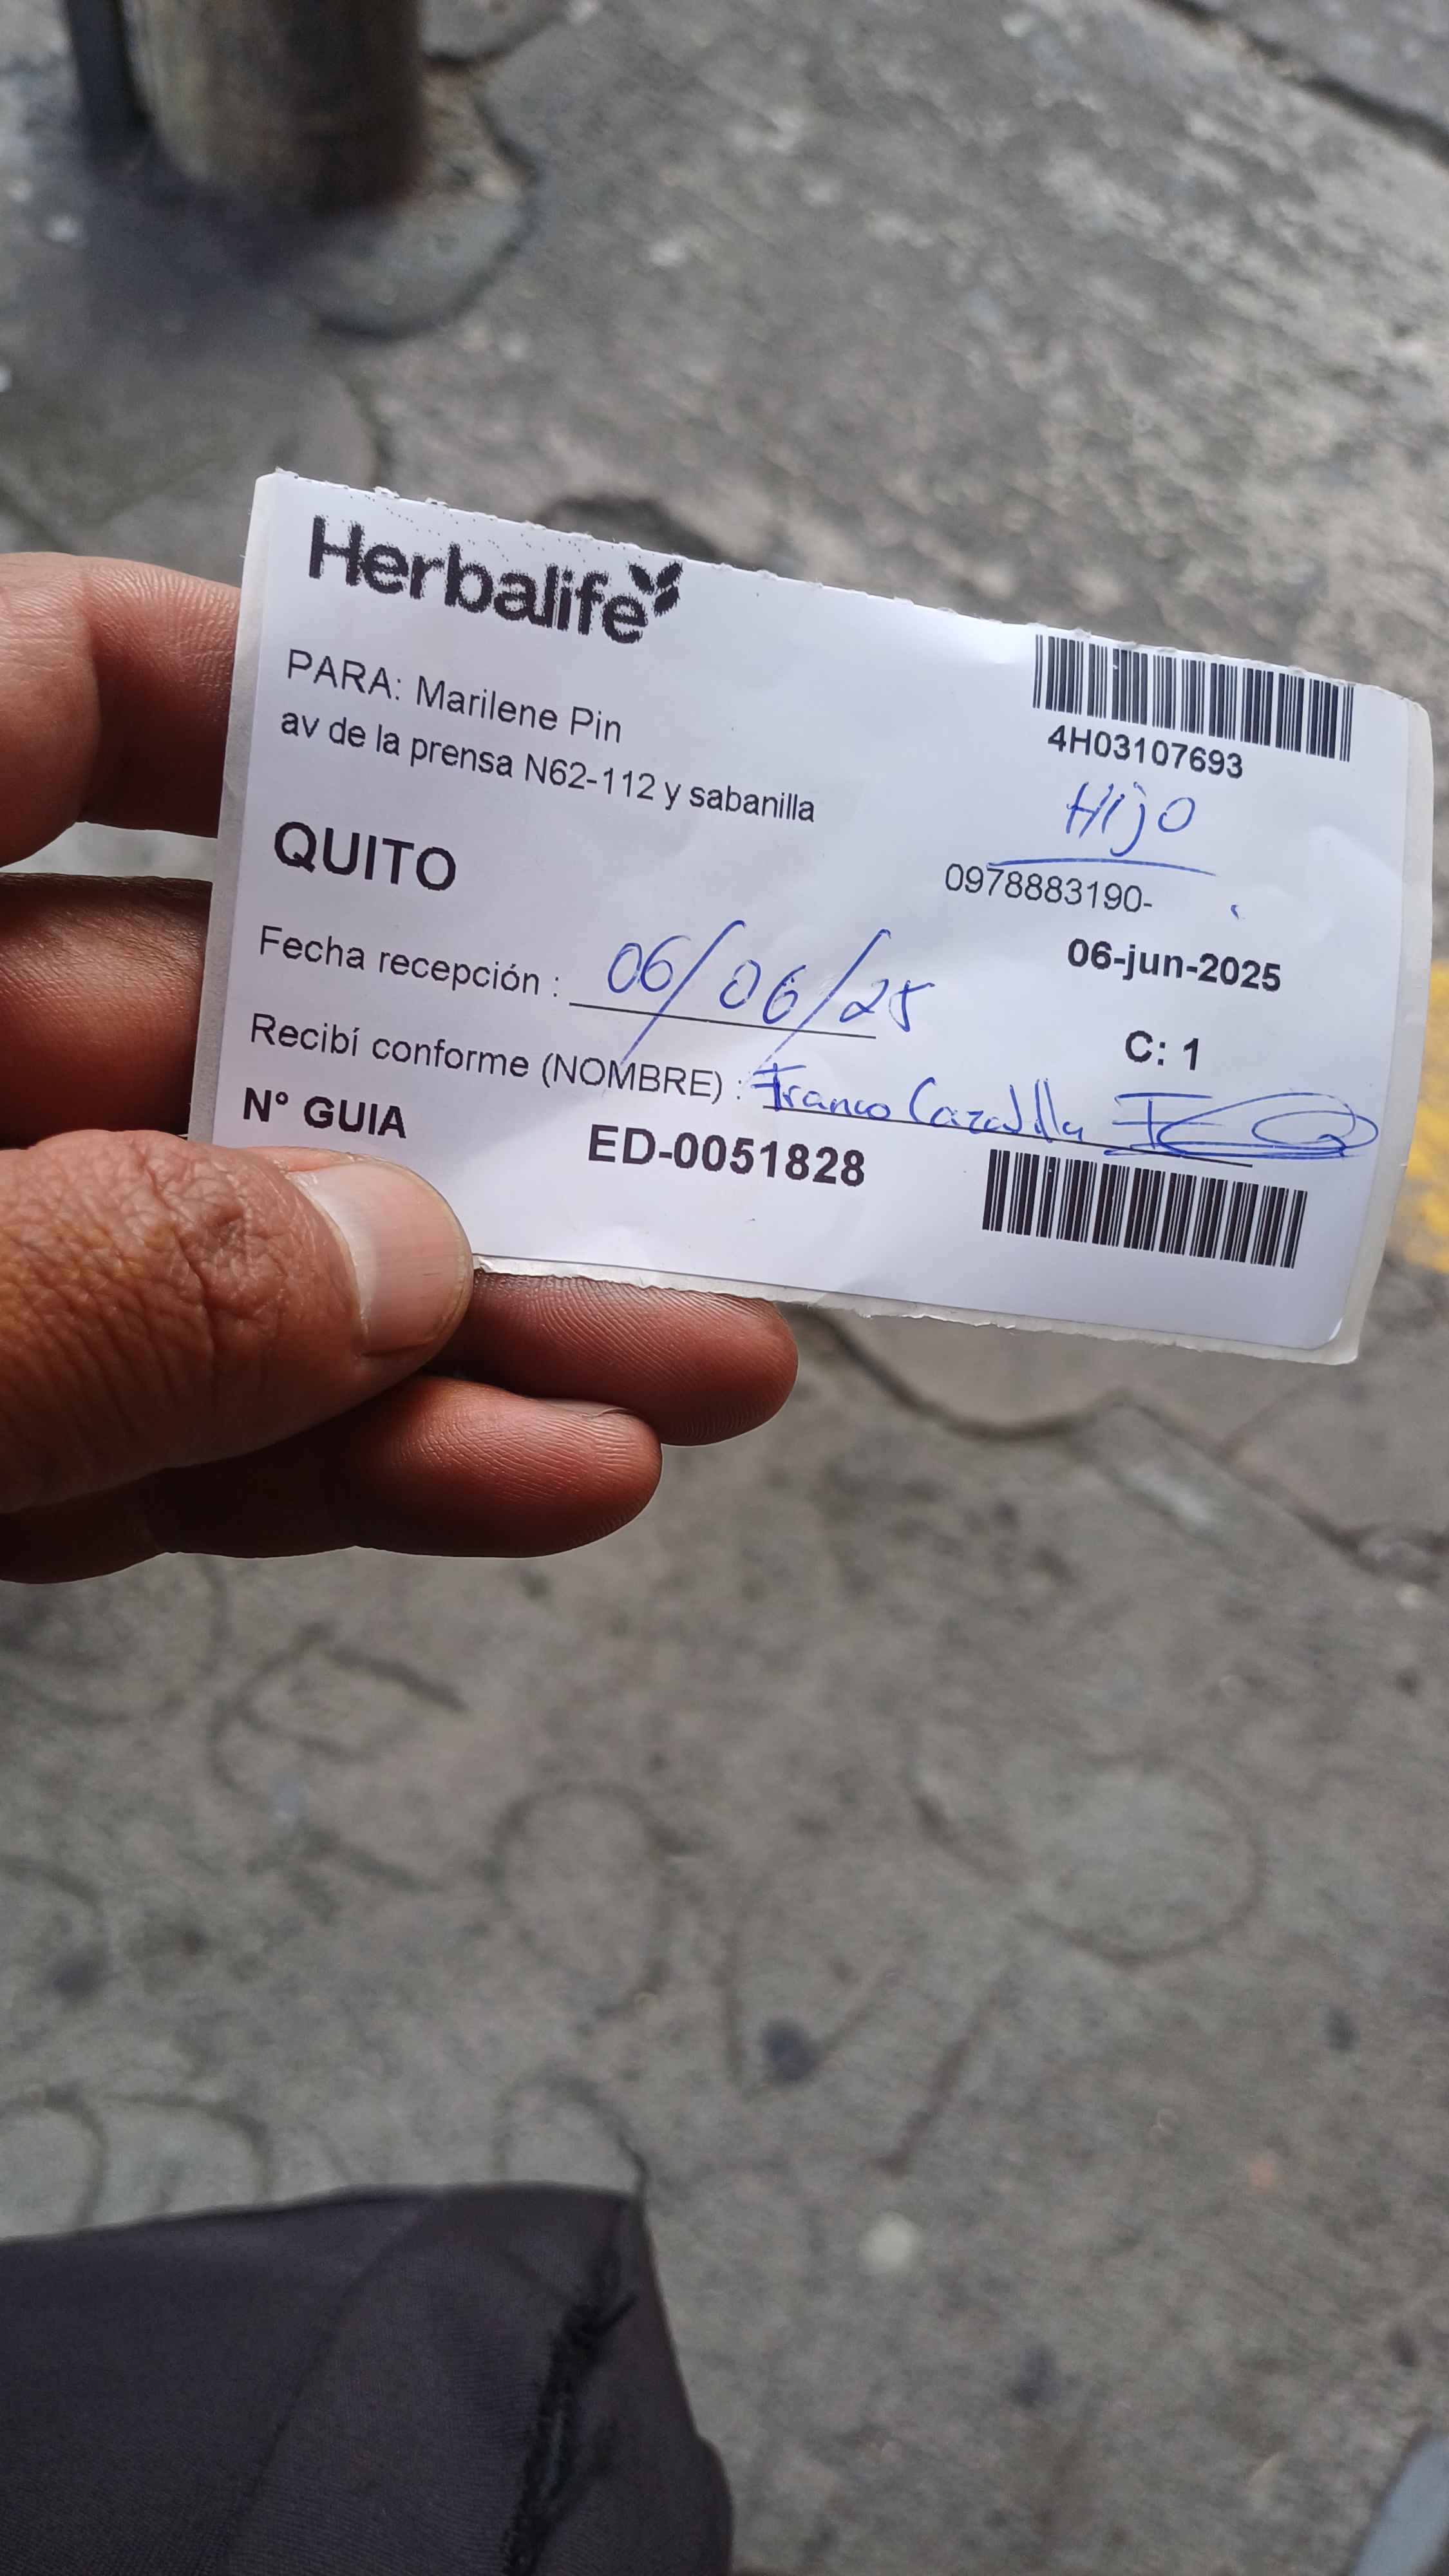 Herbalife
PARA: Marilene Pin
av de la prensa N62-112 y sabanilla
4H03107693
Hijo
QUITO
0978883190-
Fecha recepción : 06/06/25
06-jun-2025
C: 1
Recibí conforme (NOMBRE) : Franco
N° GUIA
ED-0051828